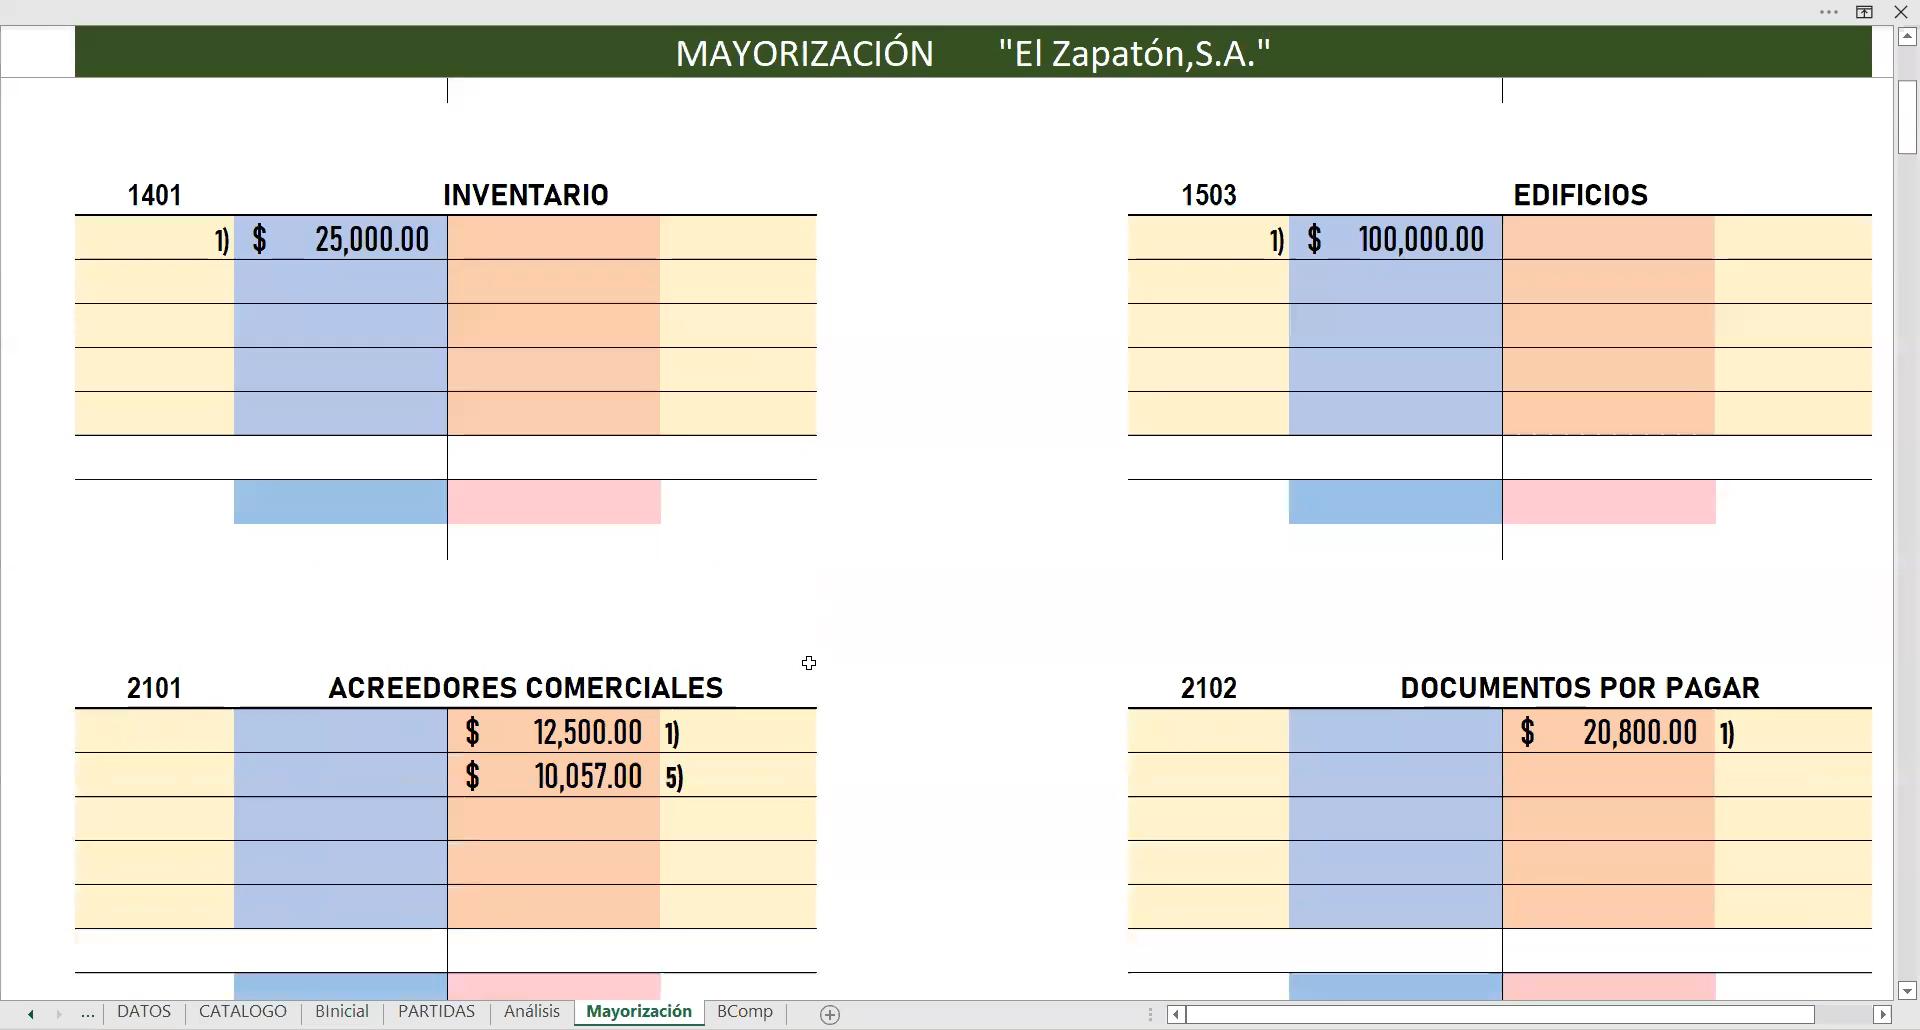 MAYORIZACIÓN "El Zapatón,S.A."
1401 INVENTARIO
1) $ 25,000.00
1503 EDIFICIOS
1) $ 100,000.00
2101 ACREEDORES COMERCIALES
$ 12,500.00 1)
$ 10,057.00 5)
2102 DOCUMENTOS POR PAGAR
$ 20,800.00 1)
... DATOS CATALOGO BInicial PARTIDAS Análisis Mayorización BComp